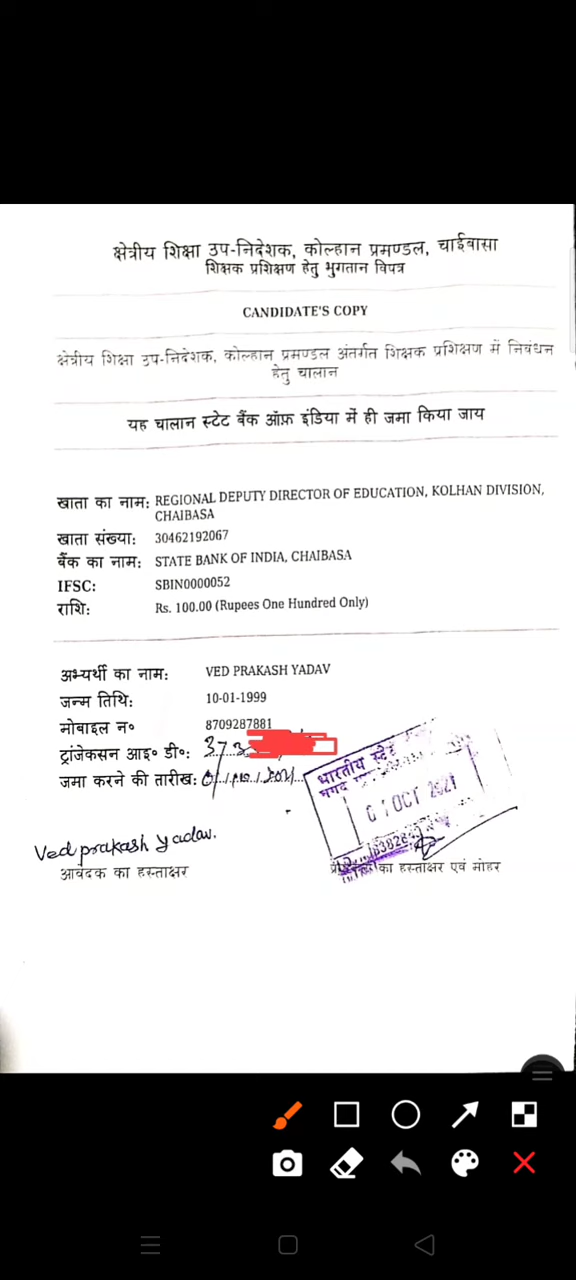 क्षेत्रीय शिक्षा उप-निदेशक, कोल्हान प्रमण्डल, चाईबासा
शिक्षक प्रशिक्षण हेतु भुगतान विपत्र
CANDIDATE'S COPY
क्षेत्रीय शिक्षा उप-निदेशक, कोल्हान प्रमण्डल अंतर्गत शिक्षक प्रशिक्षण में निबंधन
हेतु चालान
यह चालान स्टेट बैंक ऑफ़ इंडिया में ही जमा किया जाय
खाता का नाम: REGIONAL DEPUTY DIRECTOR OF EDUCATION, KOLHAN DIVISION,
CHAIBASA
खाता संख्या: 30462192067
बैंक का नाम: STATE BANK OF INDIA, CHAIBASA
IFSC: SBIN0000052
राशि: Rs. 100.00 (Rupees One Hundred Only)
अभ्यर्थी का नाम: VED PRAKASH YADAV
जन्म तिथि: 10-01-1999
मोबाइल न० 8709287881
ट्रांजेकसन आइ० डी०: 373
जमा करने की तारीख:
भारतीय स्टेट
नगद
OCT 2021
Ved prakash yadav.
आवेदक का हस्ताक्षर
का हस्ताक्षर एवं मोहर